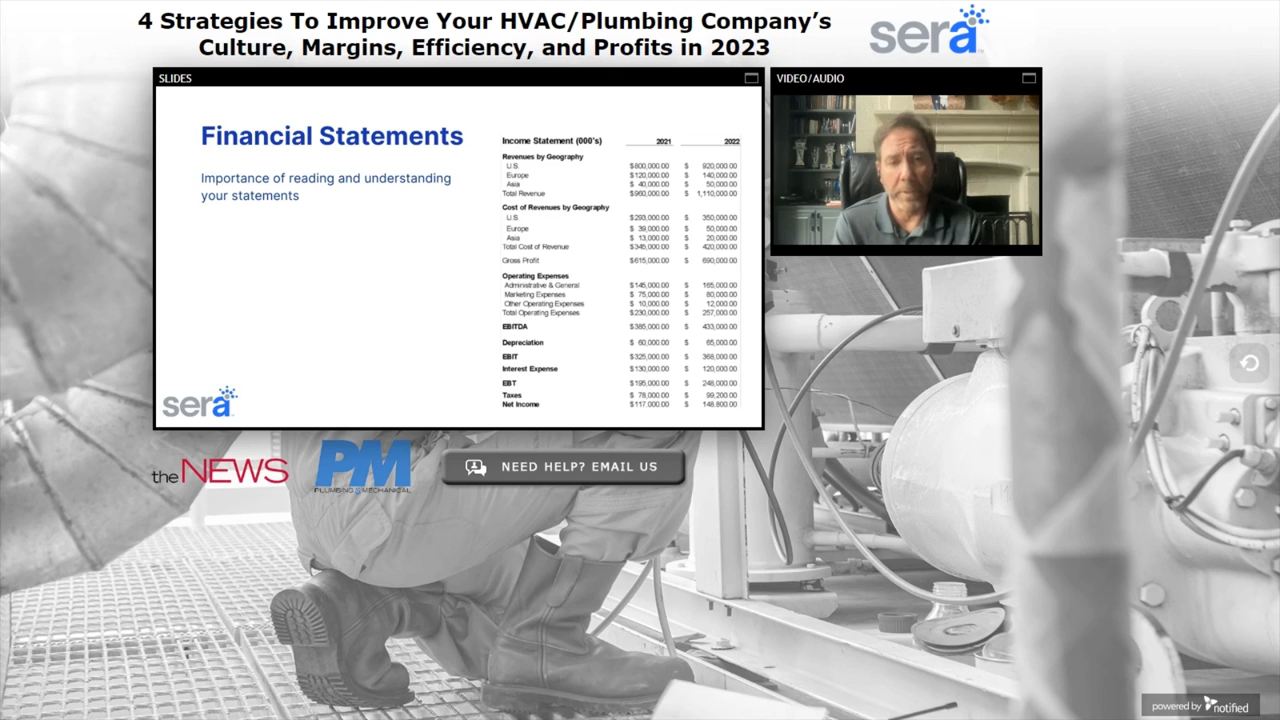 4 Strategies To Improve Your HVAC/Plumbing Company’s
Culture, Margins, Efficiency, and Profits in 2023
sera
SLIDES
VIDEO/AUDIO
Financial Statements
Importance of reading and understanding
your statements
Income Statement (000's) 2021 2022
Revenues by Geography
U.S. $800,000.00 $ 920,000.00
Europe $120,000.00 $ 140,000.00
Asia $ 40,000.00 $ 50,000.00
Total Revenue $960,000.00 $ 1,110,000.00
Cost of Revenues by Geography
U.S. $293,000.00 $ 350,000.00
Europe $ 39,000.00 $ 50,000.00
Asia $ 13,000.00 $ 20,000.00
Total Cost of Revenue $345,000.00 $ 420,000.00
Gross Profit $615,000.00 $ 690,000.00
Operating Expenses
Administrative & General $145,000.00 $ 165,000.00
Marketing Expenses $ 75,000.00 $ 80,000.00
Other Operating Expenses $ 10,000.00 $ 12,000.00
Total Operating Expenses $230,000.00 $ 257,000.00
EBITDA $385,000.00 $ 433,000.00
Depreciation $ 60,000.00 $ 65,000.00
EBIT $325,000.00 $ 368,000.00
Interest Expense $130,000.00 $ 120,000.00
EBT $195,000.00 $ 248,000.00
Taxes $ 78,000.00 $ 99,200.00
Net Income $117,000.00 $ 148,800.00
sera
the NEWS
PM
PLUMBING & MECHANICAL
NEED HELP? EMAIL US
powered by notified